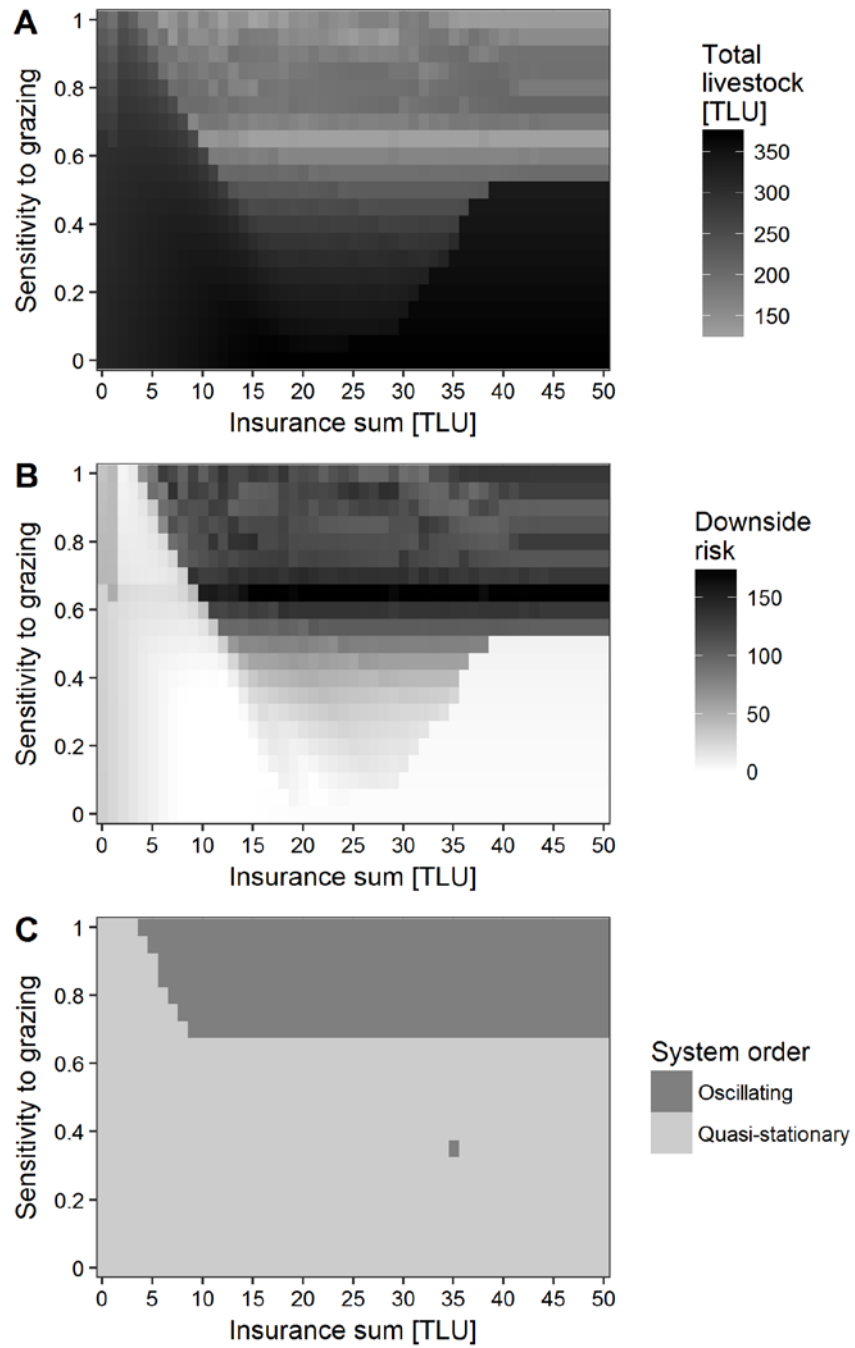 A
Sensitivity to grazing
1
0.8
0.6
0.4
0.2
0
0 5 10 15 20 25 30 35 40 45 50
Insurance sum [TLU]
Total
livestock
[TLU]
350
300
250
200
150
B
Sensitivity to grazing
1
0.8
0.6
0.4
0.2
0
0 5 10 15 20 25 30 35 40 45 50
Insurance sum [TLU]
Downside
risk
150
100
50
0
C
Sensitivity to grazing
1
0.8
0.6
0.4
0.2
0
0 5 10 15 20 25 30 35 40 45 50
Insurance sum [TLU]
System order
Oscillating
Quasi-stationary